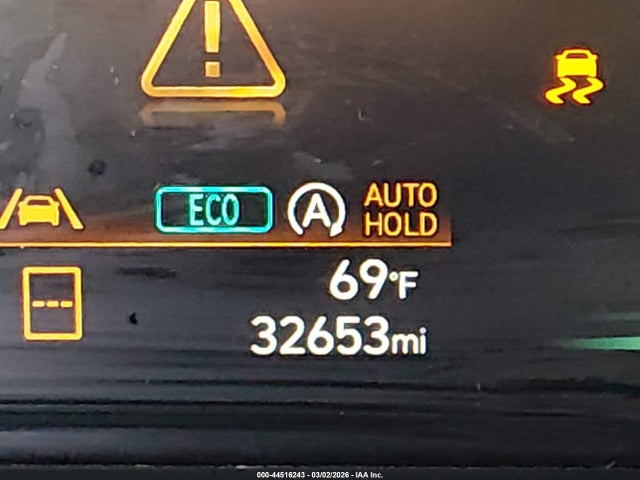 ECO A AUTO
HOLD
69°F
32653mi
000-44516243 - 03/02/2026 - IAA Inc.